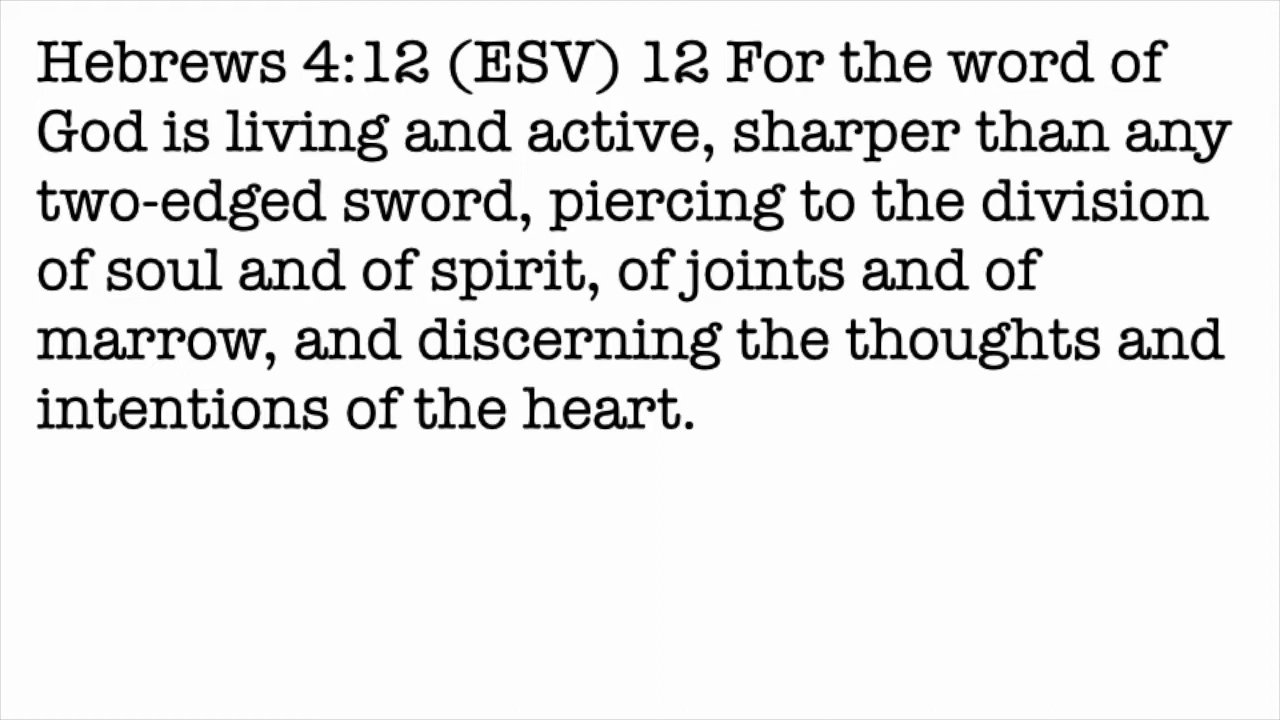 Hebrews 4:12 (ESV) 12 For the word of
God is living and active, sharper than any
two-edged sword, piercing to the division
of soul and of spirit, of joints and of
marrow, and discerning the thoughts and
intentions of the heart.